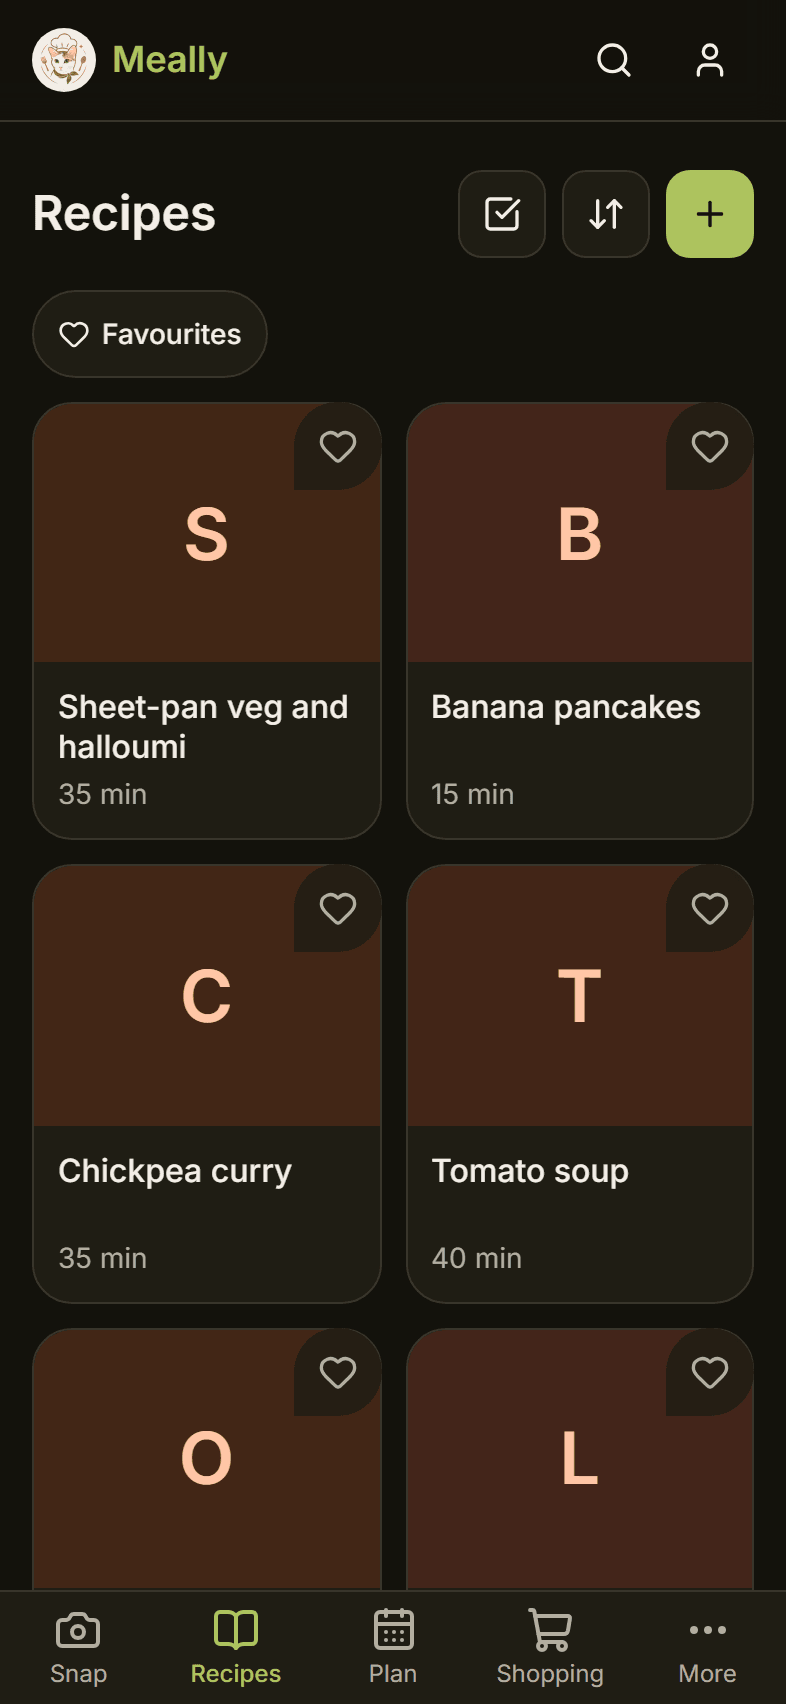 Meally
Recipes
Favourites
S
B
Sheet-pan veg and
halloumi
35 min
Banana pancakes
15 min
C
T
Chickpea curry
35 min
Tomato soup
40 min
O
L
Snap
Recipes
Plan
Shopping
More